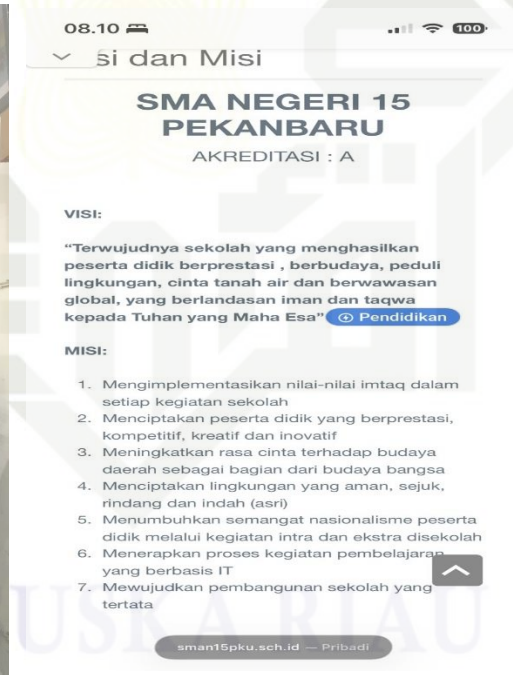 08.10
100
si dan Misi
SMA NEGERI 15
PEKANBARU
AKREDITASI : A
VISI:
“Terwujudnya sekolah yang menghasilkan
peserta didik berprestasi , berbudaya, peduli
lingkungan, cinta tanah air dan berwawasan
global, yang berlandasan iman dan taqwa
kepada Tuhan yang Maha Esa” Pendidikan
MISI:
1. Mengimplementasikan nilai-nilai imtaq dalam
setiap kegiatan sekolah
2. Menciptakan peserta didik yang berprestasi,
kompetitif, kreatif dan inovatif
3. Meningkatkan rasa cinta terhadap budaya
daerah sebagai bagian dari budaya bangsa
4. Menciptakan lingkungan yang aman, sejuk,
rindang dan indah (asri)
5. Menumbuhkan semangat nasionalisme peserta
didik melalui kegiatan intra dan ekstra disekolah
6. Menerapkan proses kegiatan pembelajaran
yang berbasis IT
7. Mewujudkan pembangunan sekolah yang
tertata
USKA RIAU
sman15pku.sch.id — Pribadi